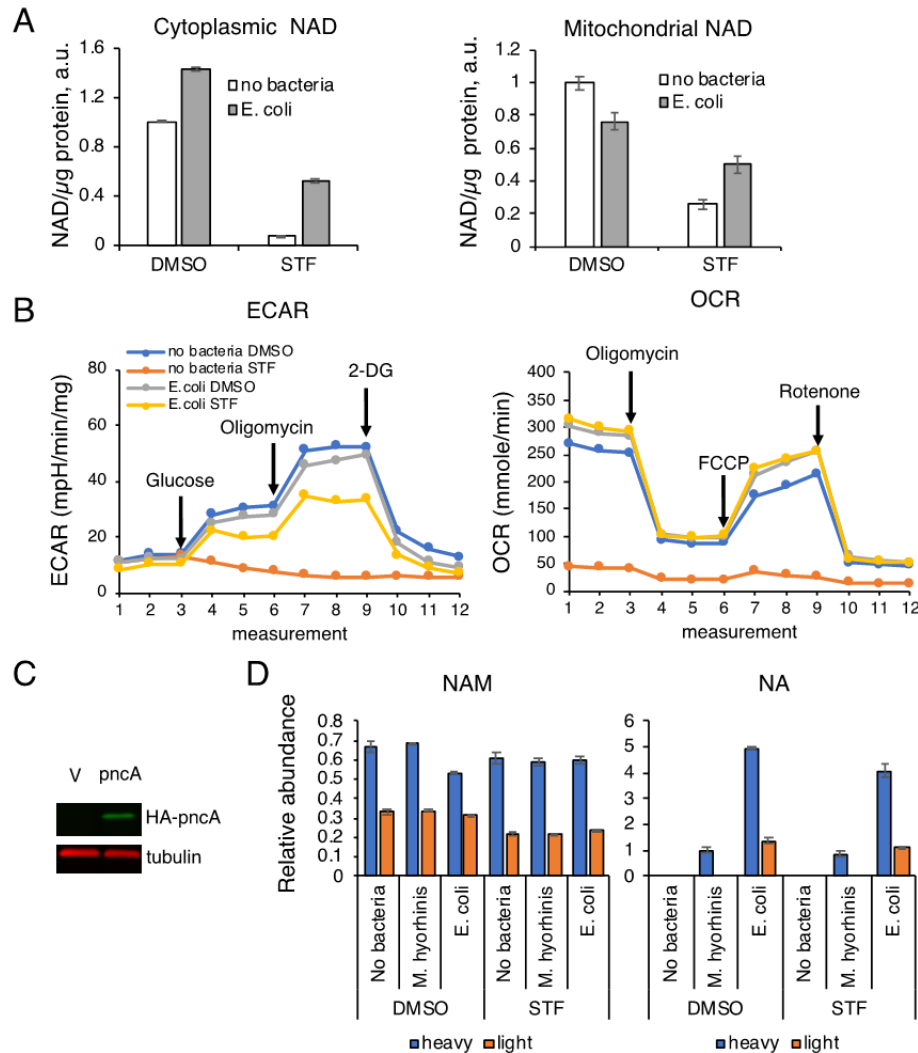 A
Cytoplasmic NAD
NAD/µg protein, a.u.
1.6
1.2
0.8
0.4
0
no bacteria
E. coli
DMSO STF
Mitochondrial NAD
NAD/µg protein, a.u.
1.2
1
0.8
0.6
0.4
0.2
0
no bacteria
E. coli
DMSO STF
B
ECAR
ECAR (mpH/min/mg)
80
60
40
20
0
no bacteria DMSO
no bacteria STF
E.coli DMSO
E.coli STF
Glucose
Oligomycin
2-DG
1 2 3 4 5 6 7 8 9 10 11 12
measurement
OCR
OCR (mmole/min)
400
350
300
250
200
150
100
50
0
Oligomycin
FCCP
Rotenone
1 2 3 4 5 6 7 8 9 10 11 12
measurement
C
V pncA
HA-pncA
tubulin
D
NAM
Relative abundance
0.8
0.7
0.6
0.5
0.4
0.3
0.2
0.1
0
No bacteria
M. hyorhinis
E. coli
No bacteria
M. hyorhinis
E. coli
DMSO STF
heavy light
NA
6
5
4
3
2
1
0
No bacteria
M. hyorhinis
E. coli
No bacteria
M. hyorhinis
E. coli
DMSO STF
heavy light